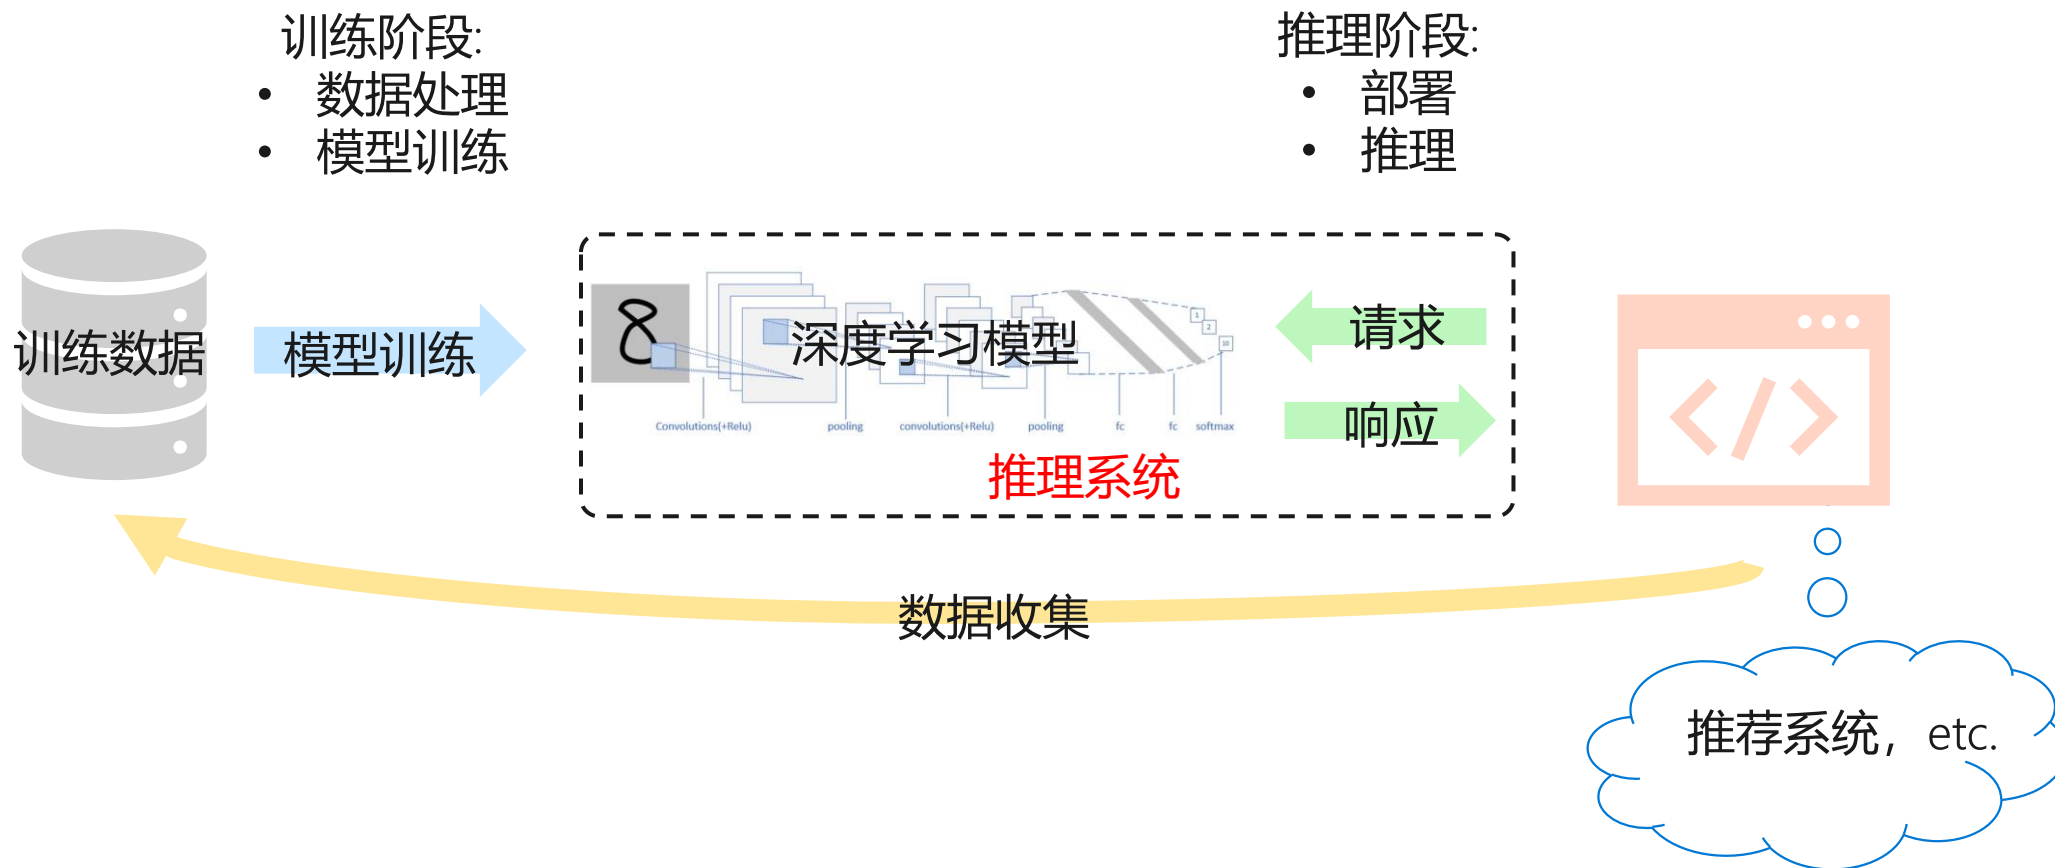 训练阶段:
• 数据处理
• 模型训练
推理阶段:
• 部署
• 推理
训练数据
模型训练
深度学习模型
请求
响应
1
2
10
Convolutions(+Relu)
pooling
convolutions(+Relu)
pooling
fc
fc
softmax
推理系统
数据收集
推荐系统，etc.